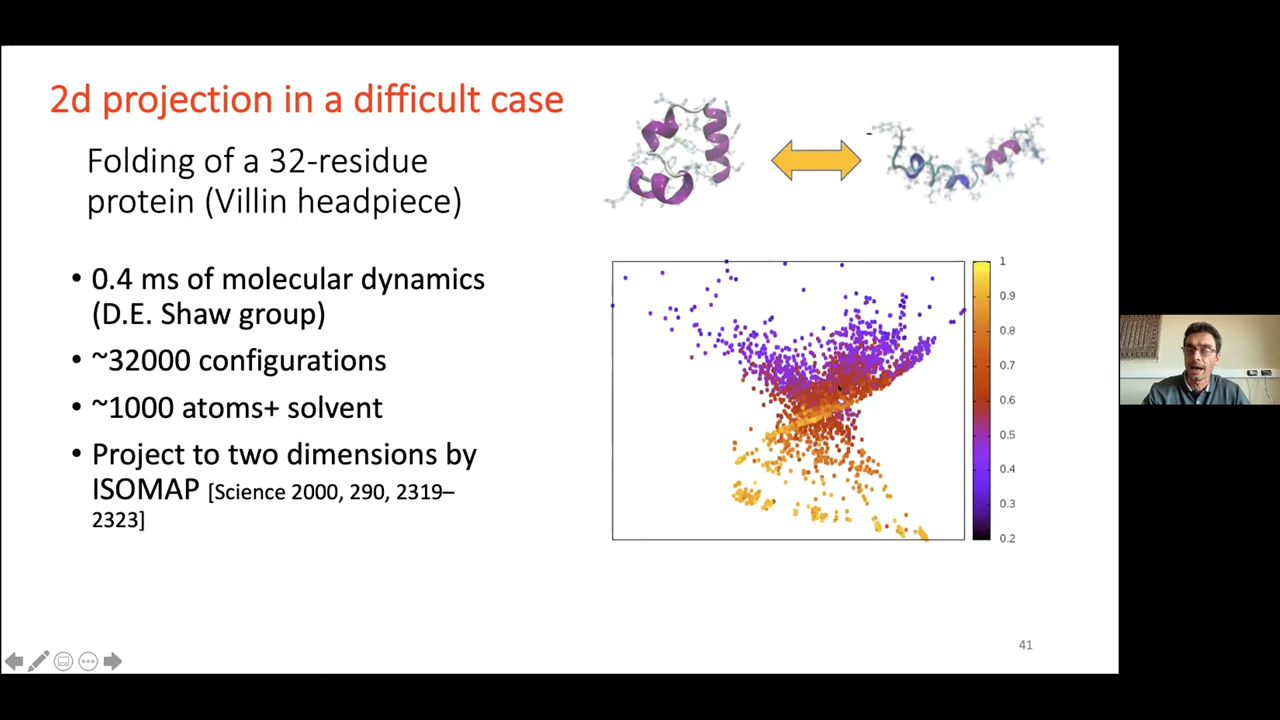 2d projection in a difficult case
Folding of a 32-residue
protein (Villin headpiece)
• 0.4 ms of molecular dynamics
(D.E. Shaw group)
• ~32000 configurations
• ~1000 atoms+ solvent
• Project to two dimensions by
ISOMAP [Science 2000, 290, 2319–
2323]
1
0.9
0.8
0.7
0.6
0.5
0.4
0.3
0.2
41